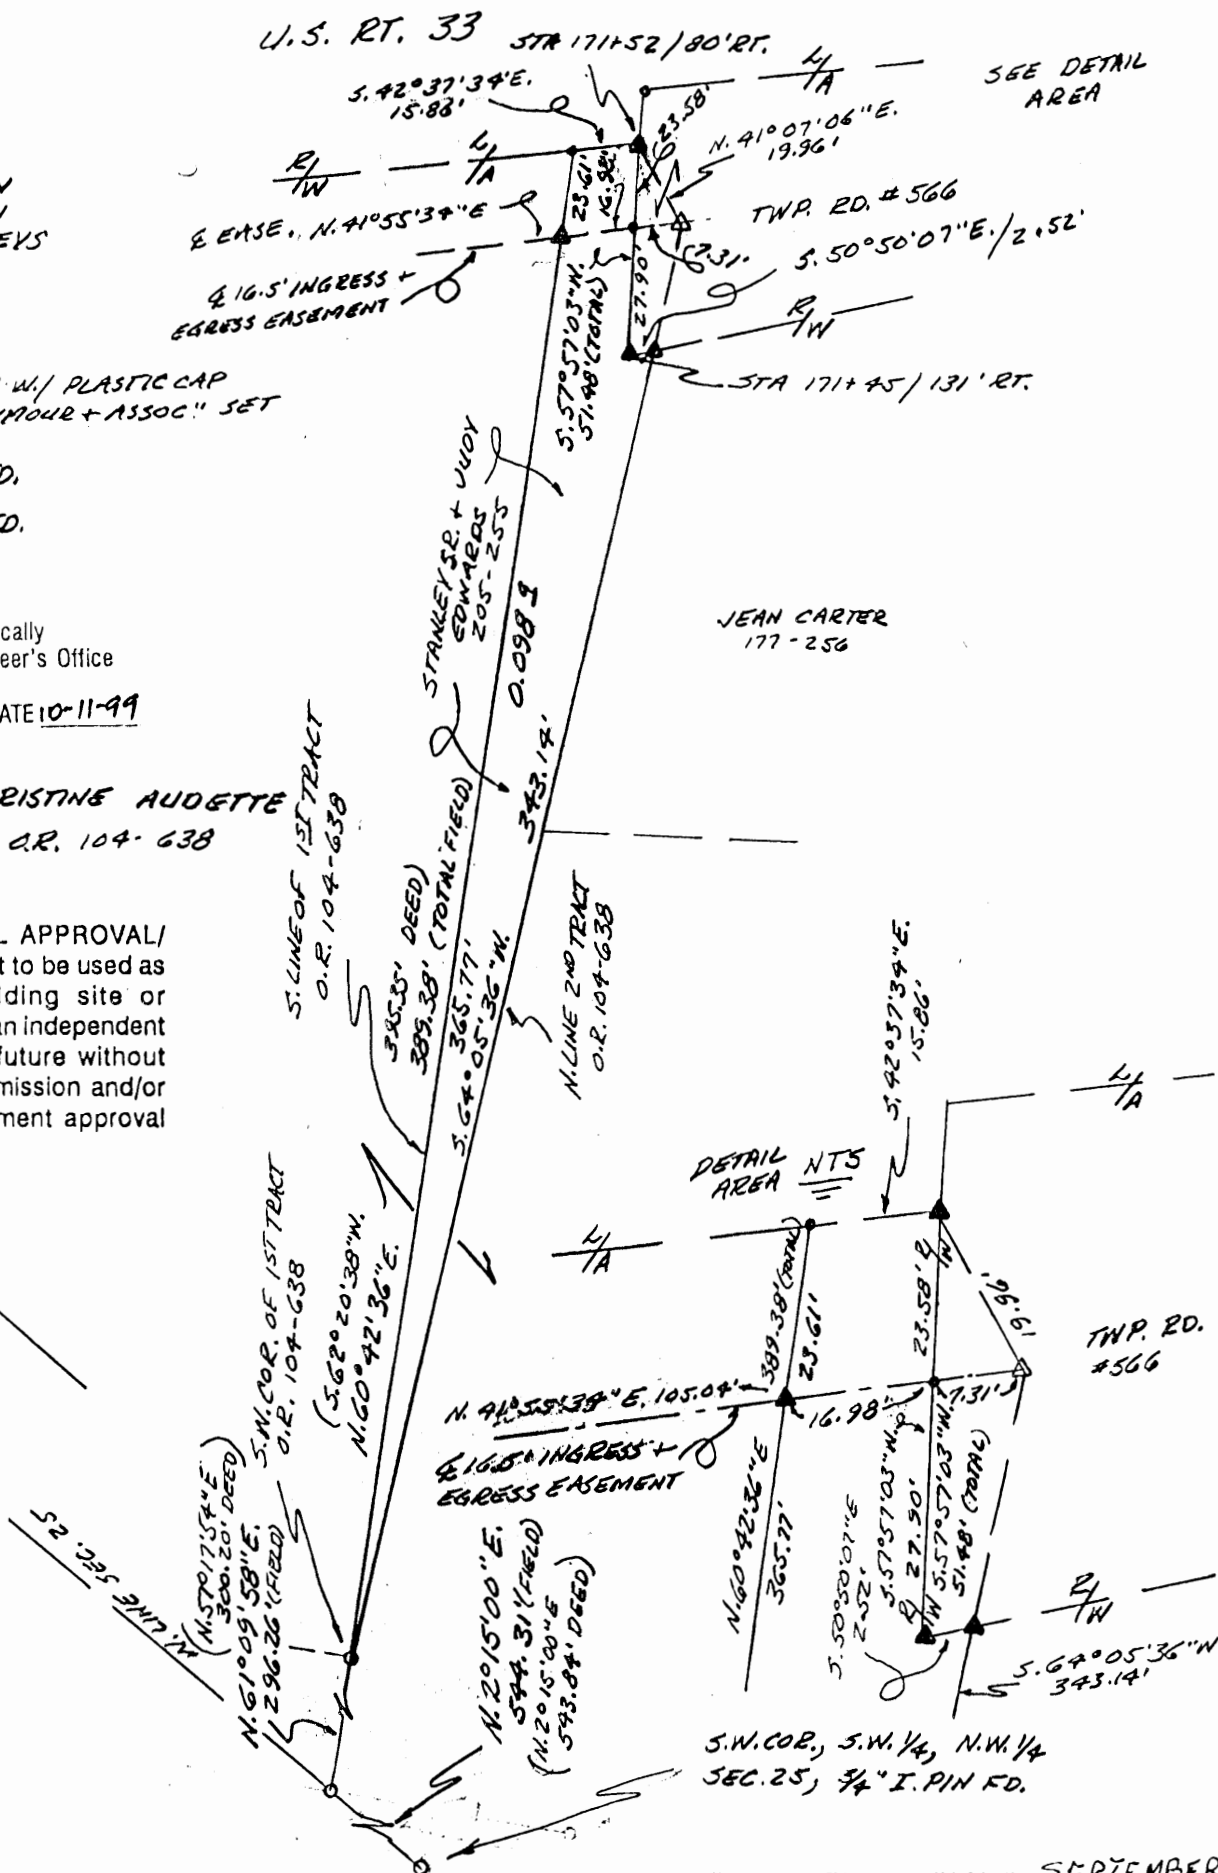 U.S. RT. 33
STA 171+52/80'RT.
L/A
SEE DETAIL
AREA
S.42°37'34"E.
15.86'
23.58'
N.41°07'06"E.
19.96'
R/W
L/A
23.61'
16.98'
TWP. RD. #566
℄ EASE., N.41°55'34"E
7.31'
S.50°50'07"E./2.52'
EYS
℄ 16.5' INGRESS +
EGRESS EASEMENT
27.90'
R/W
S.57°57'03"W.
51.48'(TOTAL)
STA 171+45/131'RT.
W./ PLASTIC CAP
MOUR + ASSOC." SET
D.
D.
STANLEY SR. + JUDY
EDWARDS
205-255
0.098
JEAN CARTER
177-256
cally
eer's Office
ATE 10-11-99
343.14'
RISTINE AUDETTE
O.R. 104-638
S.LINE OF 1ST TRACT
O.R. 104-638
395.35' DEED)
389.38' (TOTAL FIELD)
365.77'
S.64°05'36"W.
N.LINE 2ND TRACT
O.R. 104-638
L APPROVAL/
t to be used as
iding site or
an independent
future without
mission and/or
ment approval
S.42°37'34"E.
15.86'
L/A
DETAIL NTS
AREA
L/A
S.W.COR. OF 1ST TRACT
O.R. 104-638
(S.62°20'38"W.
N.60°42'36"E.
389.38'(TOTAL)
23.61'
23.58' R/W
19.96'
TWP. RD.
#566
N.41°55'34"E. 105.04'
16.98'
7.31'
℄ 16.5' INGRESS +
EGRESS EASEMENT
N.60°42'36"E
365.77'
S.50°50'07"E
2.52'
S.57°57'03"W.
R/W 27.90'
S.57°57'03"W.
51.48' (TOTAL)
R/W
S.64°05'36"W
343.14'
N.LINE SEC. 25
(N.59°17'54"E
300.20' DEED)
N.61°09'58"E.
296.26'(FIELD)
N.2°15'00"E.
544.31'(FIELD)
(N.2°15'00"E
543.84' DEED)
S.W.COR., S.W.1/4, N.W.1/4
SEC.25, 3/4" I.PIN FD.
SEPTEMBER